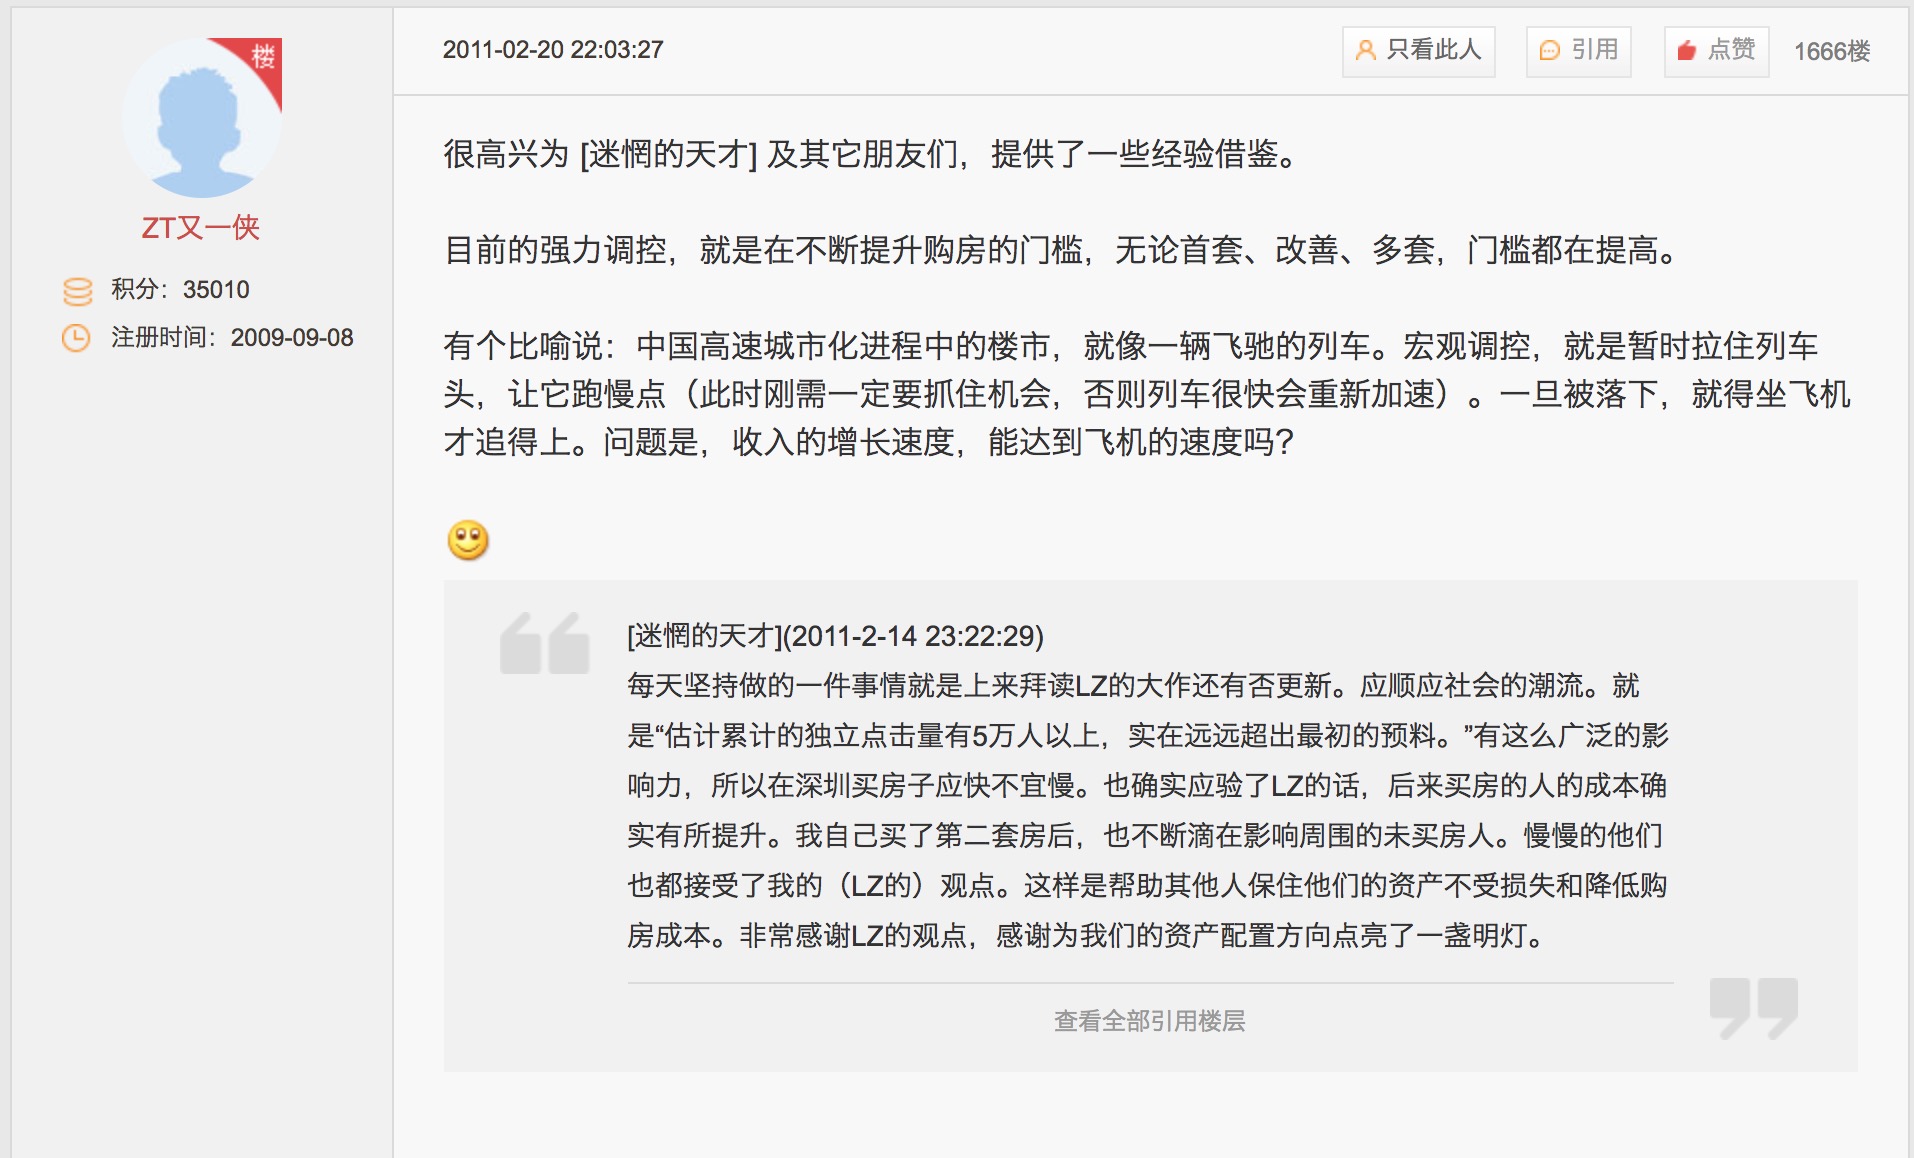 楼
ZT又一侠
积分：35010
注册时间：2009-09-08
2011-02-20 22:03:27
只看此人
引用
点赞
1666楼
很高兴为 [迷惘的天才] 及其它朋友们，提供了一些经验借鉴。
目前的强力调控，就是在不断提升购房的门槛，无论首套、改善、多套，门槛都在提高。
有个比喻说：中国高速城市化进程中的楼市，就像一辆飞驰的列车。宏观调控，就是暂时拉住列车
头，让它跑慢点（此时刚需一定要抓住机会，否则列车很快会重新加速）。一旦被落下，就得坐飞机
才追得上。问题是，收入的增长速度，能达到飞机的速度吗？
[迷惘的天才](2011-2-14 23:22:29)
每天坚持做的一件事情就是上来拜读LZ的大作还有否更新。应顺应社会的潮流。就
是“估计累计的独立点击量有5万人以上，实在远远超出最初的预料。”有这么广泛的影
响力，所以在深圳买房子应快不宜慢。也确实应验了LZ的话，后来买房的人的成本确
实有所提升。我自己买了第二套房后，也不断滴在影响周围的未买房人。慢慢的他们
也都接受了我的（LZ的）观点。这样是帮助其他人保住他们的资产不受损失和降低购
房成本。非常感谢LZ的观点，感谢为我们的资产配置方向点亮了一盏明灯。
查看全部引用楼层